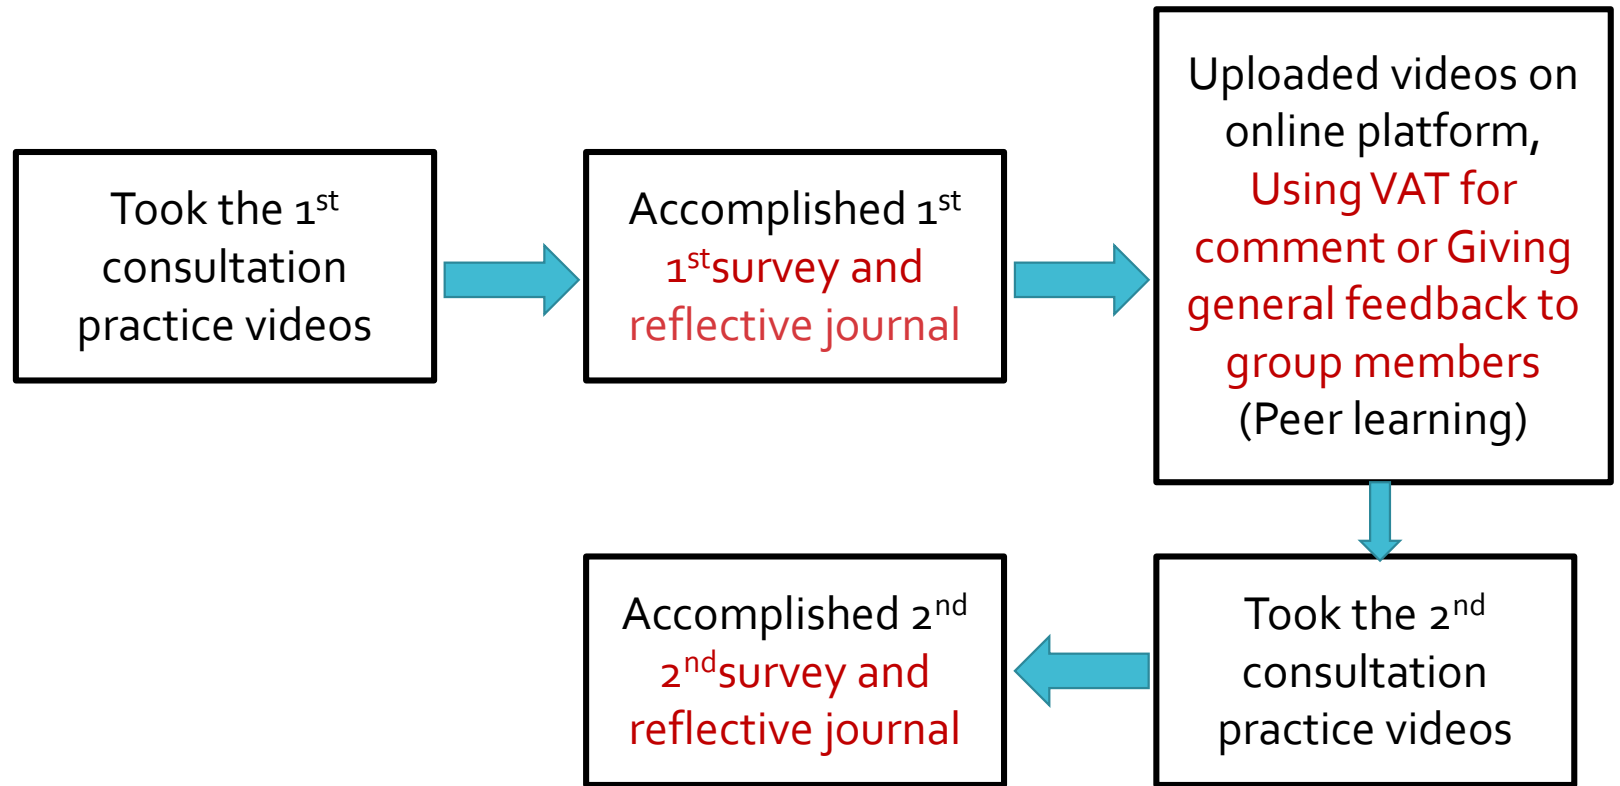 Took the 1st
consultation
practice videos
Accomplished 1st
1stsurvey and
reflective journal
Uploaded videos on
online platform,
Using VAT for
comment or Giving
general feedback to
group members
(Peer learning)
Took the 2nd
consultation
practice videos
Accomplished 2nd
2ndsurvey and
reflective journal